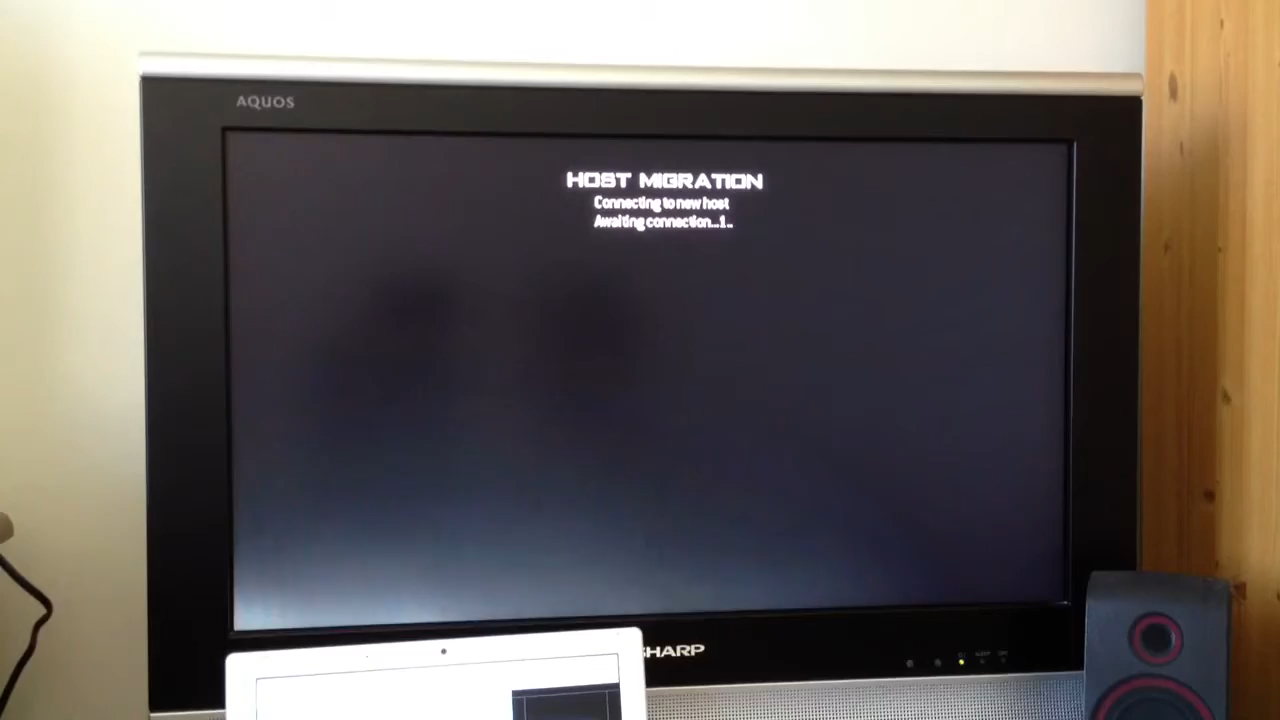 AQUOS
HOST MIGRATION
Connecting to new host
Awaiting connection...1..
SHARP